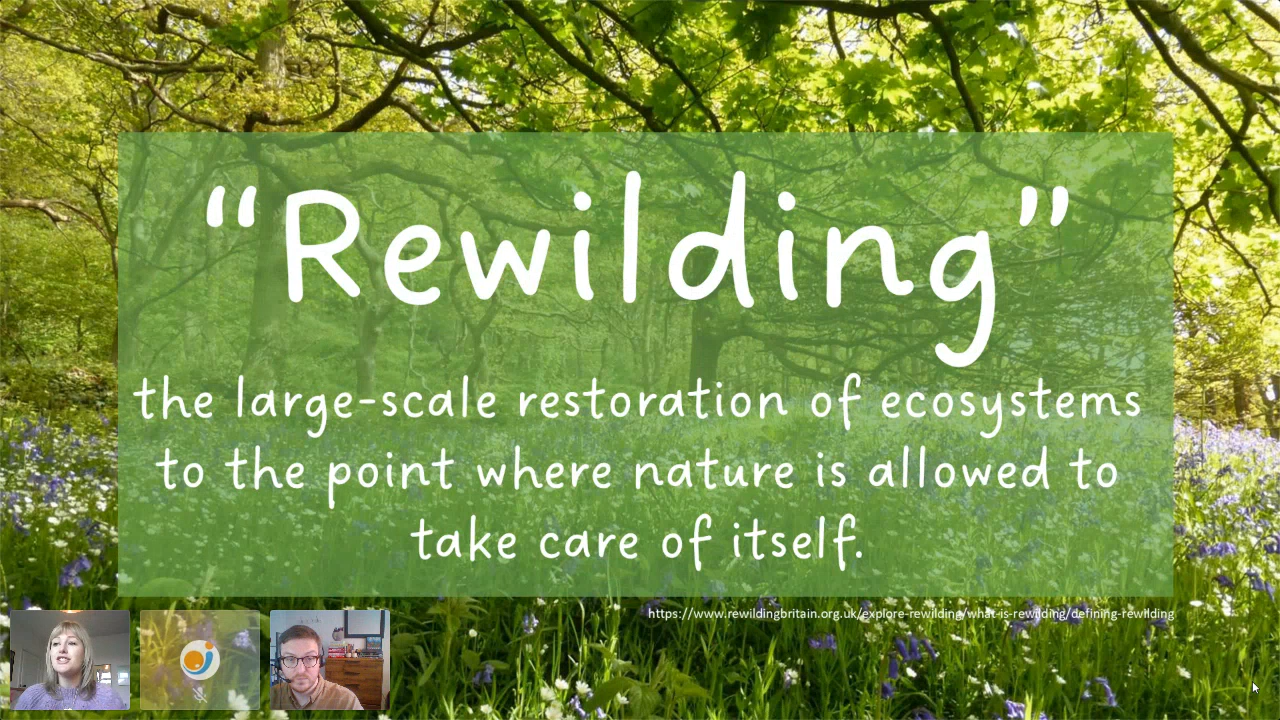 “Rewilding”
the large-scale restoration of ecosystems
to the point where nature is allowed to
take care of itself.
https://www.rewildingbritain.org.uk/explore-rewilding/what-is-rewilding/defining-rewilding